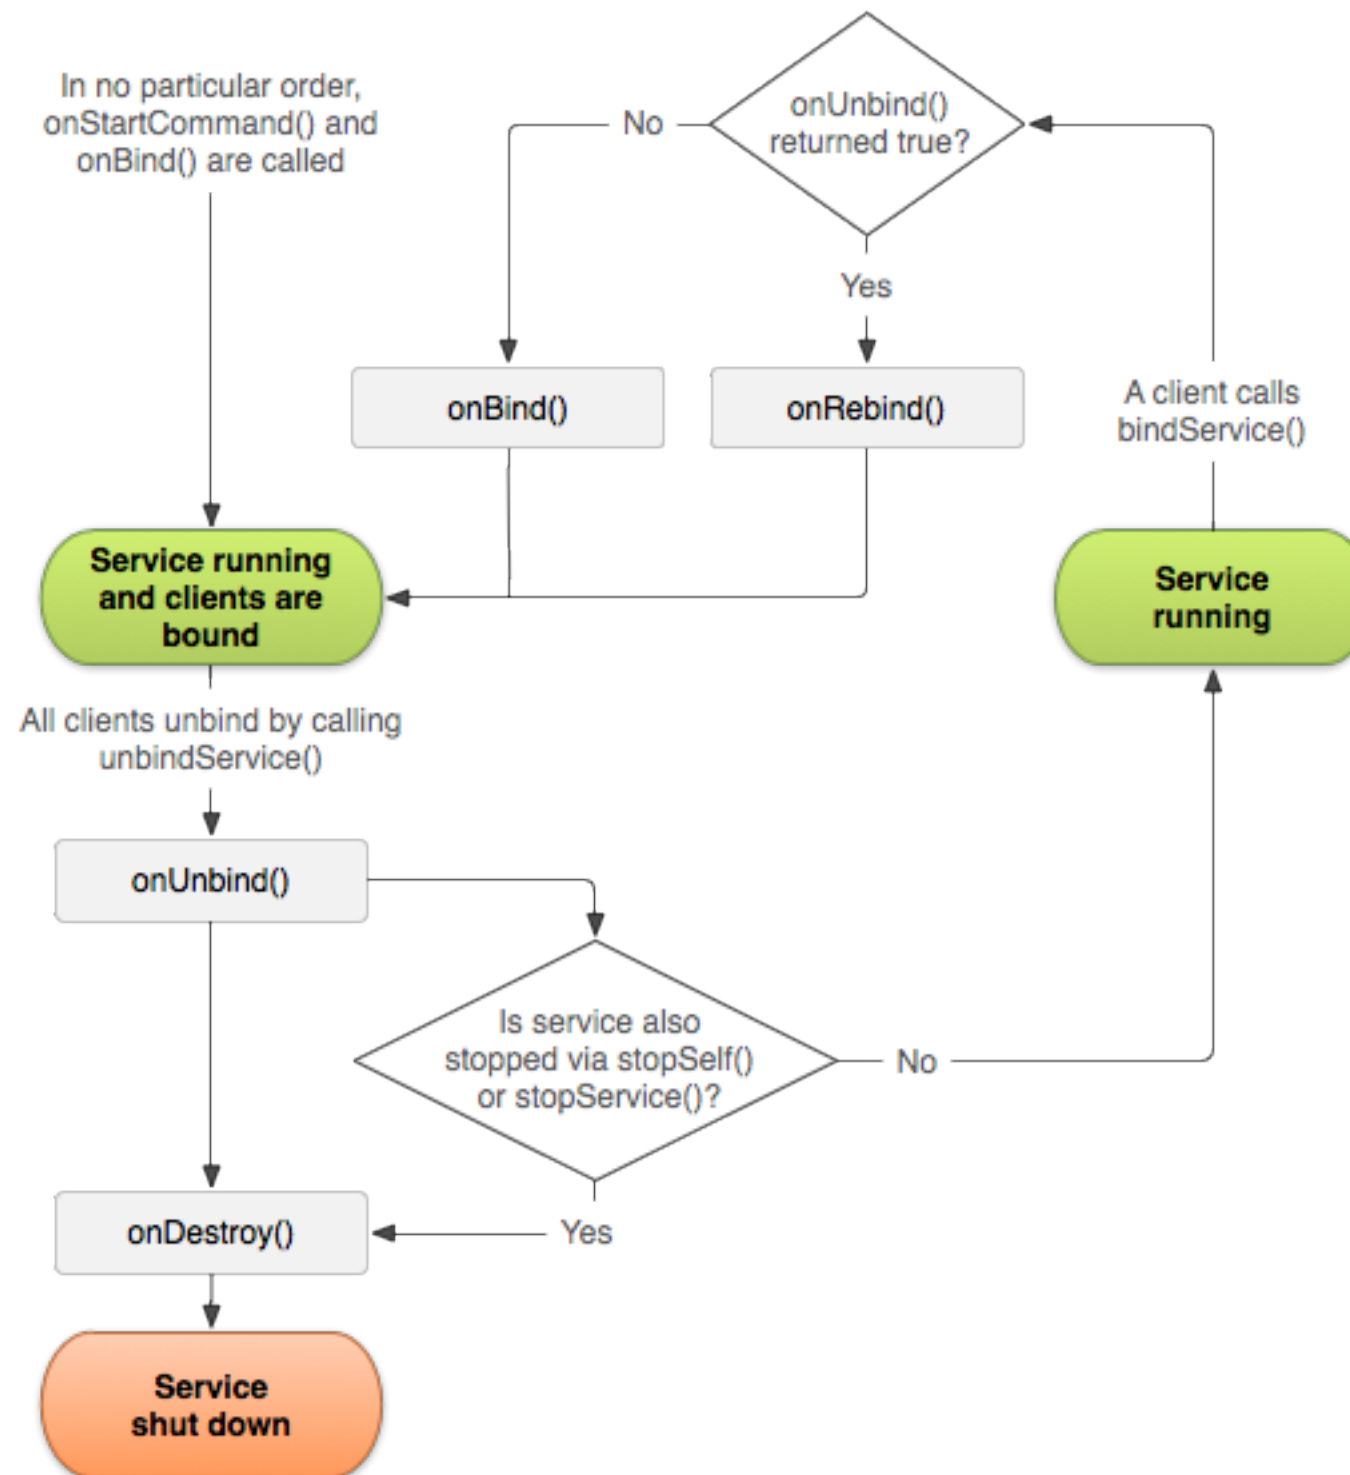 In no particular order,
onStartCommand() and
onBind() are called
No
onUnbind()
returned true?
Yes
onBind()
onRebind()
A client calls
bindService()
Service running
and clients are
bound
Service
running
All clients unbind by calling
unbindService()
onUnbind()
Is service also
stopped via stopSelf()
or stopService()?
No
onDestroy()
Yes
Service
shut down